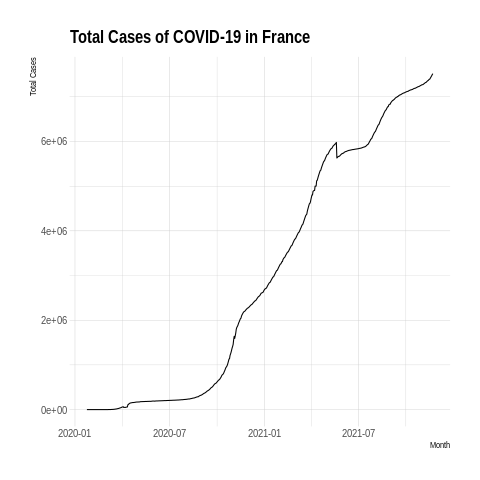 Total Cases of COVID-19 in France
Total Cases
6e+06
4e+06
2e+06
0e+00
2020-01 2020-07 2021-01 2021-07
Month